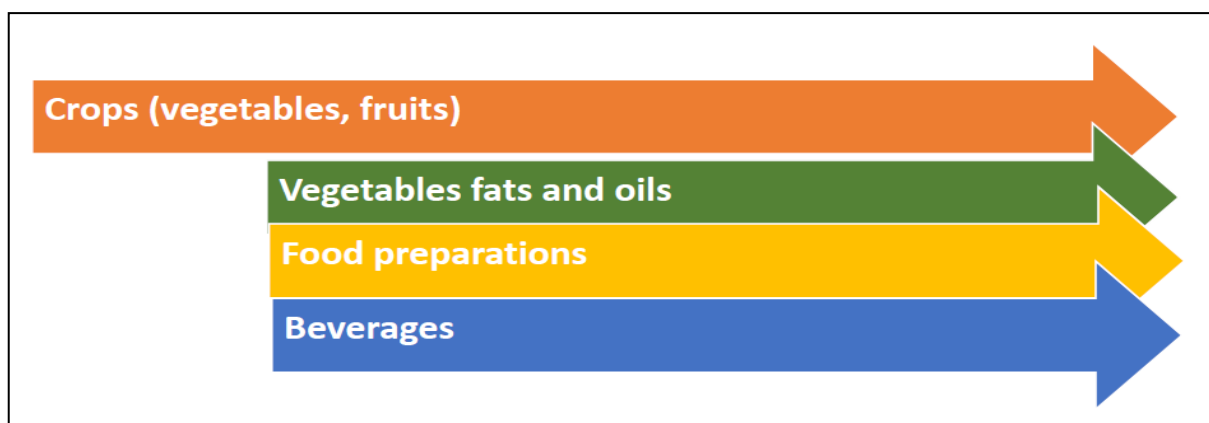 Crops (vegetables, fruits)
Vegetables fats and oils
Food preparations
Beverages